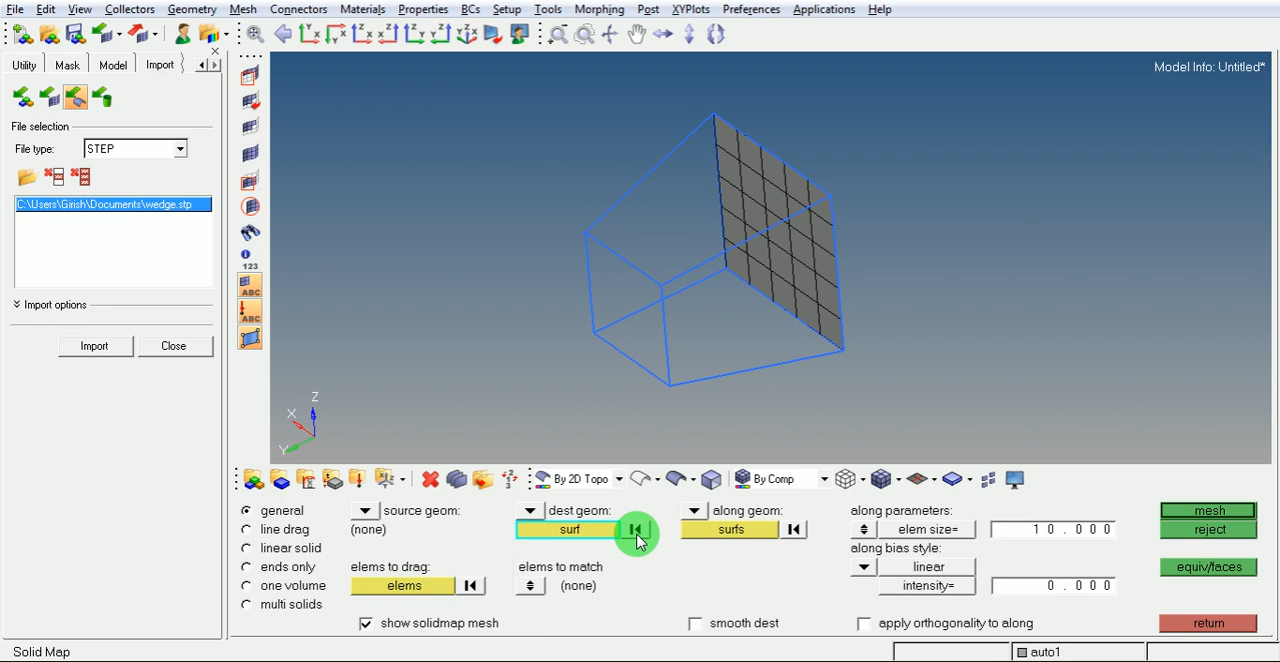 File Edit View Collectors Geometry Mesh Connectors Materials Properties BCs Setup Tools Morphing Post XYPlots Preferences Applications Help
Utility Mask Model Import
Model Info: Untitled*
File selection
File type: STEP
C:\Users\Girish\Documents\wedge.stp
123
ABC
ABC
Import options
Import Close
Z
X
Y
By 2D Topo By Comp
general source geom: dest geom: along geom: along parameters: mesh
line drag (none) surf surfs elem size= 10.000 reject
linear solid along bias style:
ends only elems to drag: elems to match linear equiv/faces
one volume elems (none) intensity= 0.000
multi solids
show solidmap mesh smooth dest apply orthogonality to along return
Solid Map auto1